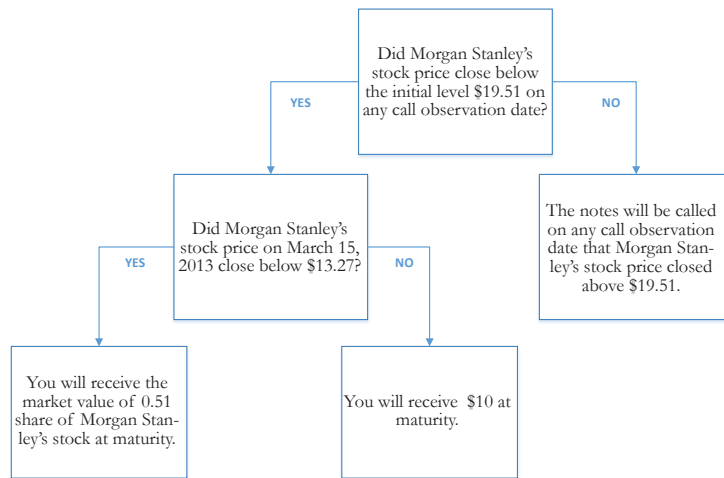 Did Morgan Stanley's
stock price close below
the initial level $19.51 on
any call observation date?
YES
NO
Did Morgan Stanley's
stock price on March 15,
2013 close below $13.27?
The notes will be called
on any call observation
date that Morgan Stan-
ley's stock price closed
above $19.51.
YES
NO
You will receive the
market value of 0.51
share of Morgan Stan-
ley's stock at maturity.
You will receive $10 at
maturity.